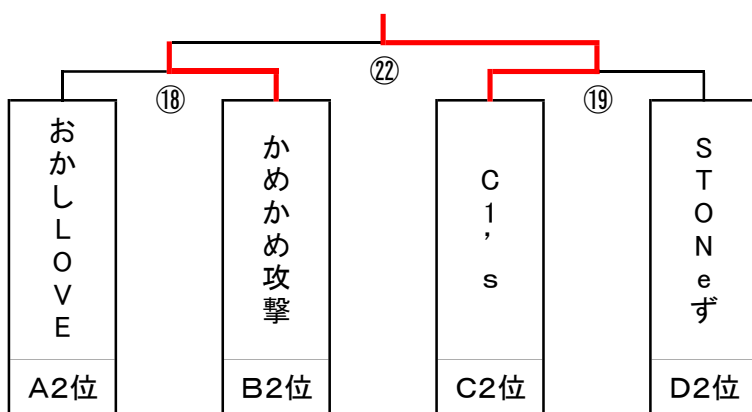 ㉒
⑱
⑲
おかしLOVE
かめかめ攻撃
C1's
STONeず
A2位
B2位
C2位
D2位